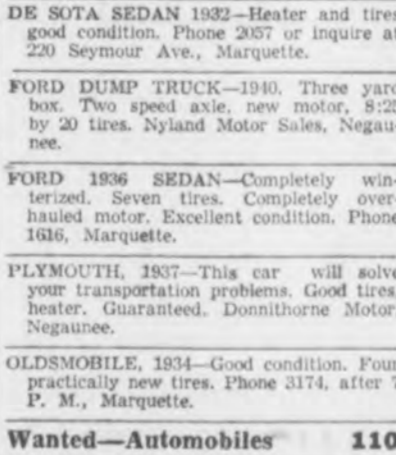 DE SOTA SEDAN 1932—Heater and tires
good condition. Phone 2057 or inquire at
220 Seymour Ave., Marquette.
FORD DUMP TRUCK—1940. Three yard
box. Two speed axle, new motor, 8:25
by 20 tires. Nyland Motor Sales, Negau-
nee.
FORD 1936 SEDAN—Completely win-
terized. Seven tires. Completely over-
hauled motor. Excellent condition. Phone
1616, Marquette.
PLYMOUTH, 1937—This car will solve
your transportation problems. Good tires,
heater. Guaranteed. Donnithorne Motor,
Negaunee.
OLDSMOBILE, 1934—Good condition. Four
practically new tires. Phone 3174, after 7
P. M., Marquette.
Wanted—Automobiles 110